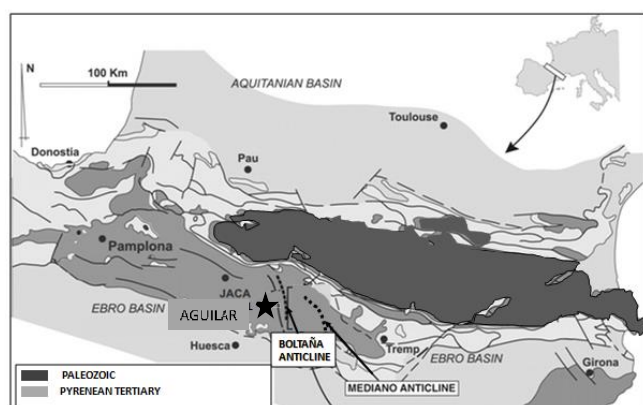 N
100 Km
AQUITANIAN BASIN
Toulouse
Donostia
Pau
Pamplona
JACA
EBRO BASIN
AGUILAR
Huesca
BOLTAÑA
ANTICLINE
Tremp
EBRO BASIN
MEDIANO ANTICLINE
Girona
PALEOZOIC
PYRENEAN TERTIARY